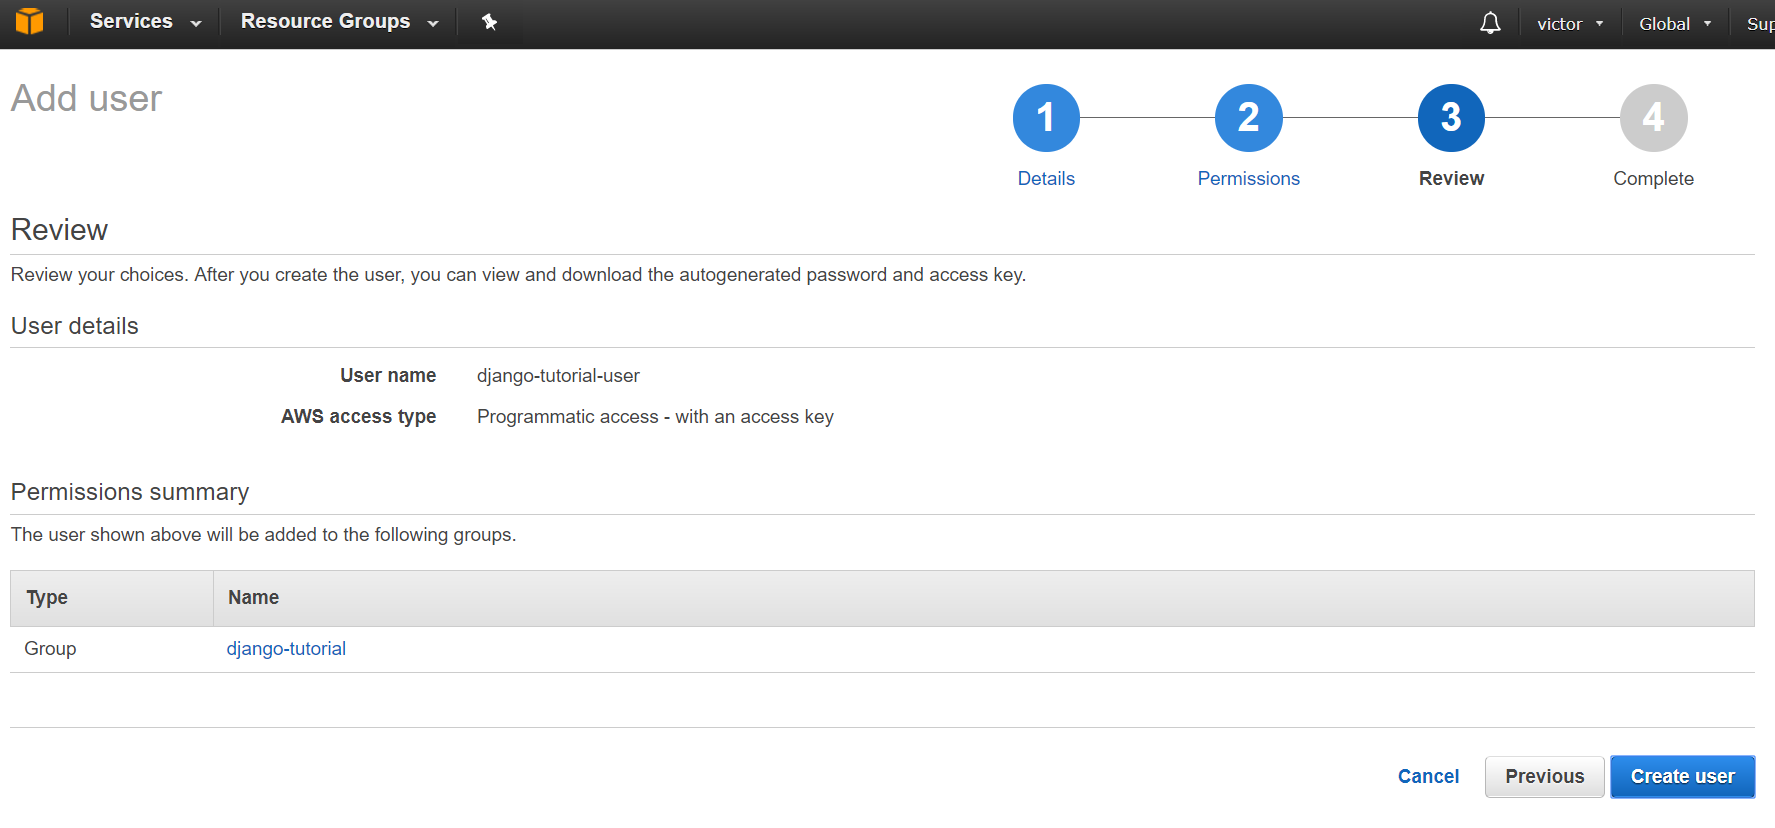 Services Resource Groups victor Global Sup
Add user
1 2 3 4
Details Permissions Review Complete
Review
Review your choices. After you create the user, you can view and download the autogenerated password and access key.
User details
User name django-tutorial-user
AWS access type Programmatic access - with an access key
Permissions summary
The user shown above will be added to the following groups.
Type Name
Group django-tutorial
Cancel Previous Create user